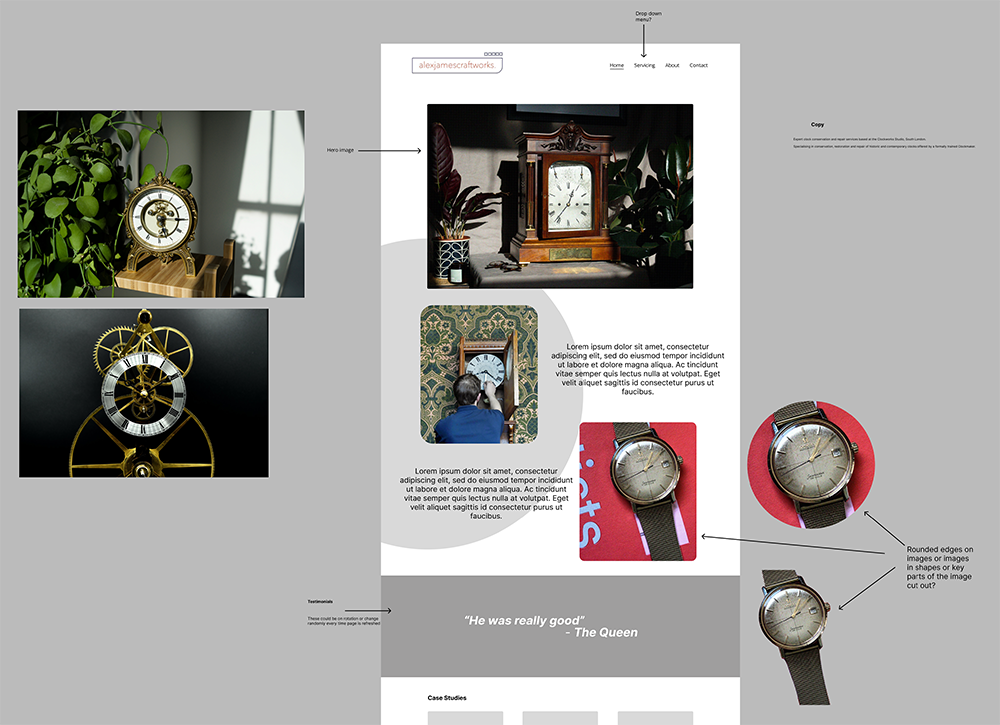 Drop down
menu?
alexjamescraftworks.
Home Servicing About Contact
Hero image
Copy
Expert clock conservation and repair services based at the Clockworks Studio, South London.
Specialising in conservation, restoration and repair of historic and contemporary clocks offered by a formally trained Clockmaker.
Lorem ipsum dolor sit amet, consectetur
adipiscing elit, sed do eiusmod tempor incididunt
ut labore et dolore magna aliqua. Ac tincidunt
vitae semper quis lectus nulla at volutpat. Eget
velit aliquet sagittis id consectetur purus ut
faucibus.
Lorem ipsum dolor sit amet, consectetur
adipiscing elit, sed do eiusmod tempor incididunt
ut labore et dolore magna aliqua. Ac tincidunt
vitae semper quis lectus nulla at volutpat. Eget
velit aliquet sagittis id consectetur purus ut
faucibus.
Rounded edges on
images or images
in shapes or key
parts of the image
cut out?
Testimonials
These could be on rotation or change
randomly every time page is refreshed
“He was really good”
- The Queen
Case Studies